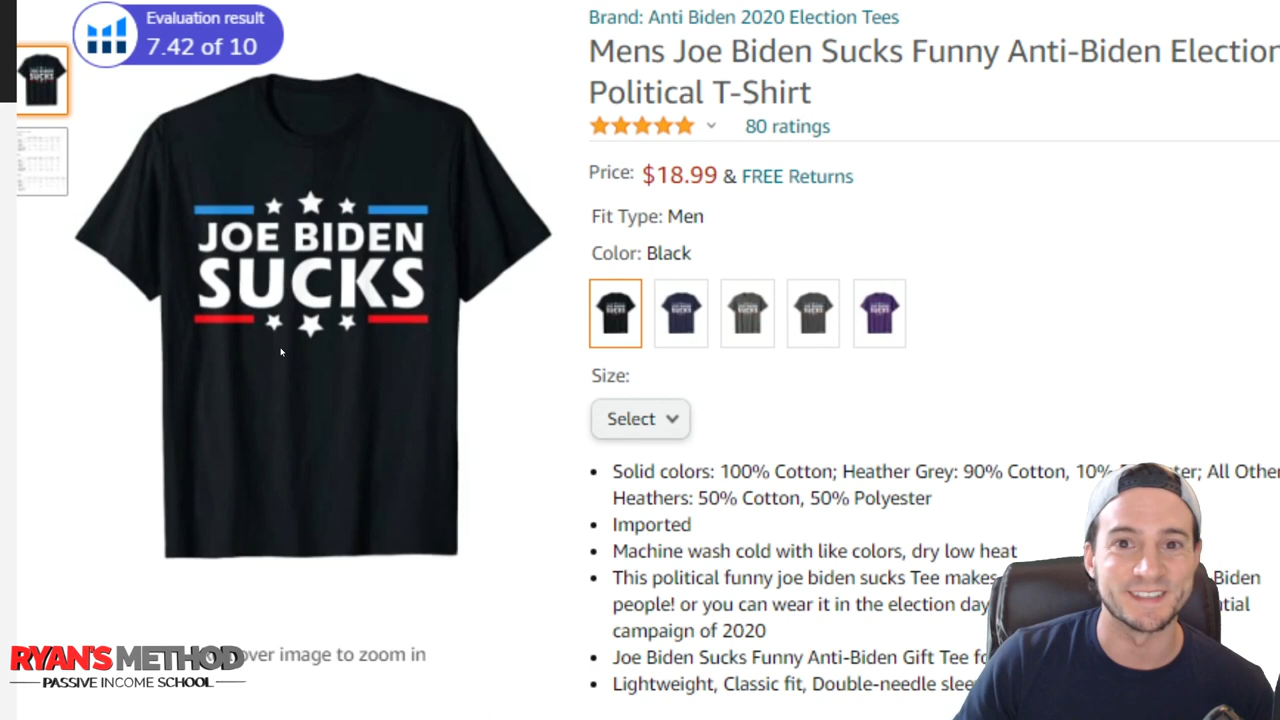 Evaluation result
7.42 of 10
Brand: Anti Biden 2020 Election Tees
Mens Joe Biden Sucks Funny Anti-Biden Election
Political T-Shirt
80 ratings
Price: $18.99 & FREE Returns
Fit Type: Men
Color: Black
JOE BIDEN
SUCKS
Size:
Select
Solid colors: 100% Cotton; Heather Grey: 90% Cotton, 10% All Other
Heathers: 50% Cotton, 50% Polyester
Imported
Machine wash cold with like colors, dry low heat
This political funny joe biden sucks Tee makes Biden
people! or you can wear it in the election day
campaign of 2020
Joe Biden Sucks Funny Anti-Biden Gift Tee
Lightweight, Classic fit, Double-needle
RYAN'S METHOD
PASSIVE INCOME SCHOOL
over image to zoom in